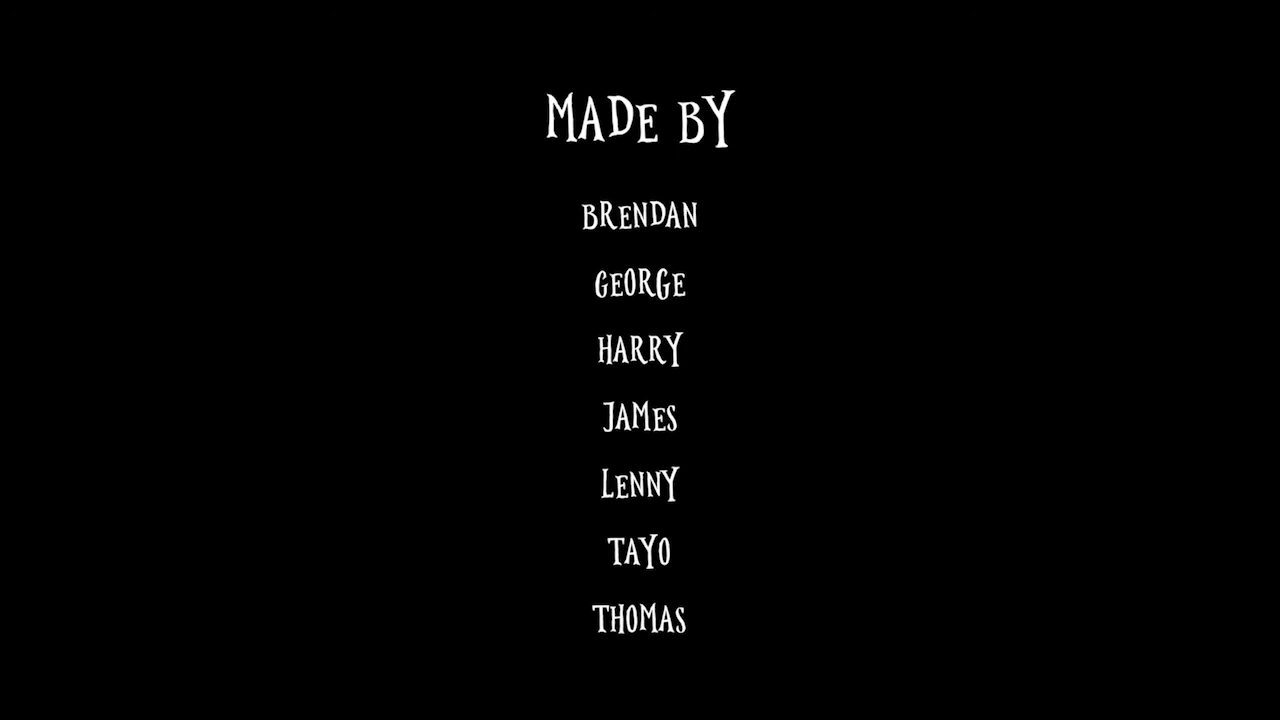 MADE BY
BRENDAN
GEORGE
HARRY
JAMES
LENNY
TAYO
THOMAS